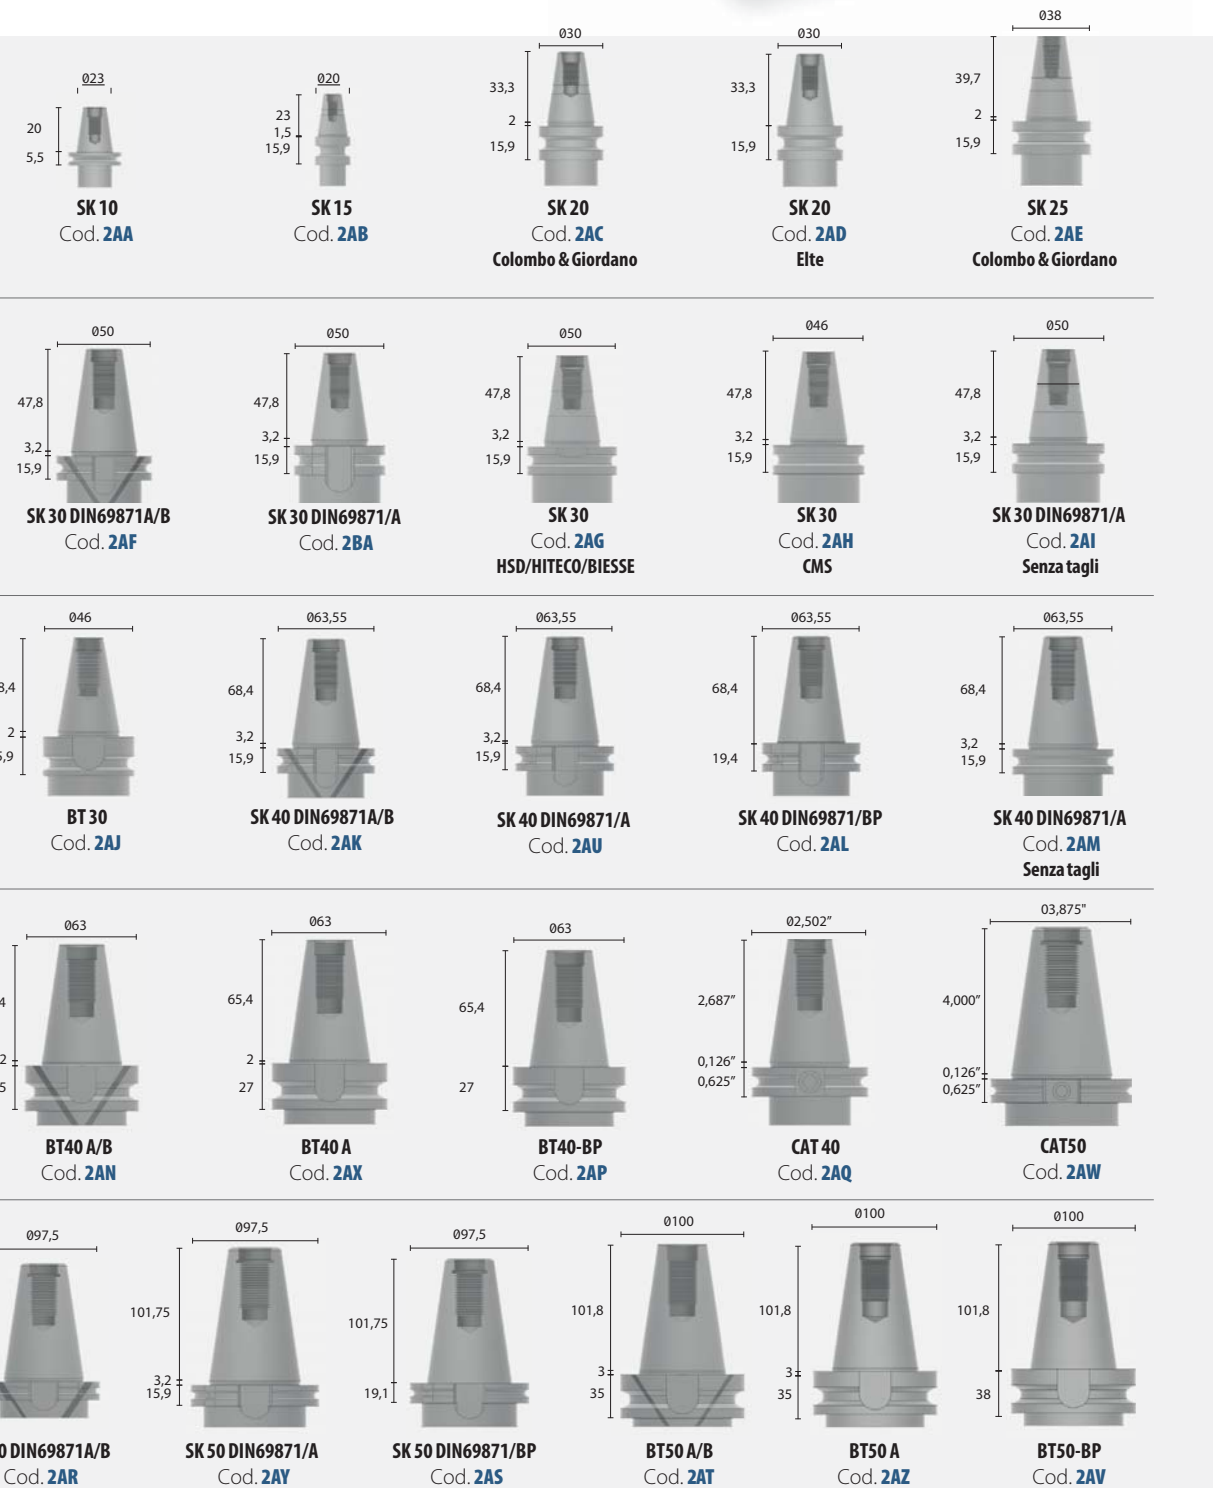 Ø23
20
5,5
SK 10
Cod. 2AA
Ø20
23
1,5
15,9
SK 15
Cod. 2AB
Ø30
33,3
2
15,9
SK 20
Cod. 2AC
Colombo & Giordano
Ø30
33,3
15,9
SK 20
Cod. 2AD
Elte
Ø38
39,7
2
15,9
SK 25
Cod. 2AE
Colombo & Giordano
Ø50
47,8
3,2
15,9
SK 30 DIN69871A/B
Cod. 2AF
Ø50
47,8
3,2
15,9
SK 30 DIN69871/A
Cod. 2BA
Ø50
47,8
3,2
15,9
SK 30
Cod. 2AG
HSD/HITECO/BIESSE
Ø46
47,8
3,2
15,9
SK 30
Cod. 2AH
CMS
Ø50
47,8
3,2
15,9
SK 30 DIN69871/A
Cod. 2AI
Senza tagli
Ø46
8,4
2
5,9
BT 30
Cod. 2AJ
Ø63,55
68,4
3,2
15,9
SK 40 DIN69871A/B
Cod. 2AK
Ø63,55
68,4
3,2
15,9
SK 40 DIN69871/A
Cod. 2AU
Ø63,55
68,4
19,4
SK 40 DIN69871/BP
Cod. 2AL
Ø63,55
68,4
3,2
15,9
SK 40 DIN69871/A
Cod. 2AM
Senza tagli
Ø63
4
2
5
BT40 A/B
Cod. 2AN
Ø63
65,4
2
27
BT40 A
Cod. 2AX
Ø63
65,4
27
BT40-BP
Cod. 2AP
Ø2,502”
2,687”
0,126”
0,625”
CAT 40
Cod. 2AQ
Ø3,875"
4,000”
0,126”
0,625”
CAT50
Cod. 2AW
Ø97,5
0 DIN69871A/B
Cod. 2AR
Ø97,5
101,75
3,2
15,9
SK 50 DIN69871/A
Cod. 2AY
Ø97,5
101,75
19,1
SK 50 DIN69871/BP
Cod. 2AS
Ø100
101,8
3
35
BT50 A/B
Cod. 2AT
Ø100
101,8
3
35
BT50 A
Cod. 2AZ
Ø100
101,8
38
BT50-BP
Cod. 2AV